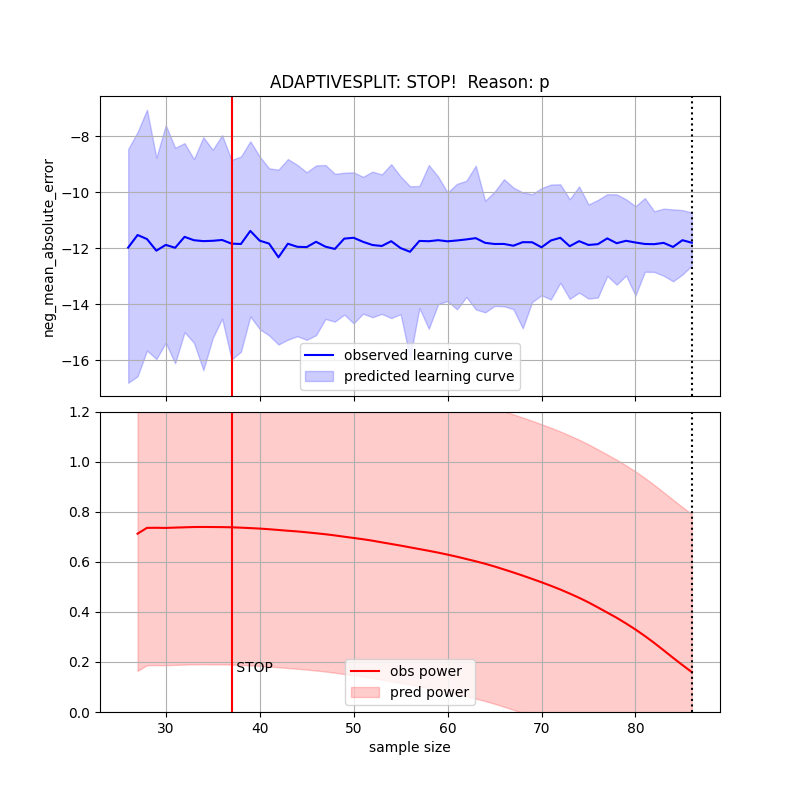 ADAPTIVESPLIT: STOP!  Reason: p
neg_mean_absolute_error
−8
−10
−12
−14
−16
observed learning curve
predicted learning curve
1.2
1.0
0.8
0.6
0.4
0.2
0.0
STOP
obs power
pred power
30 40 50 60 70 80
sample size